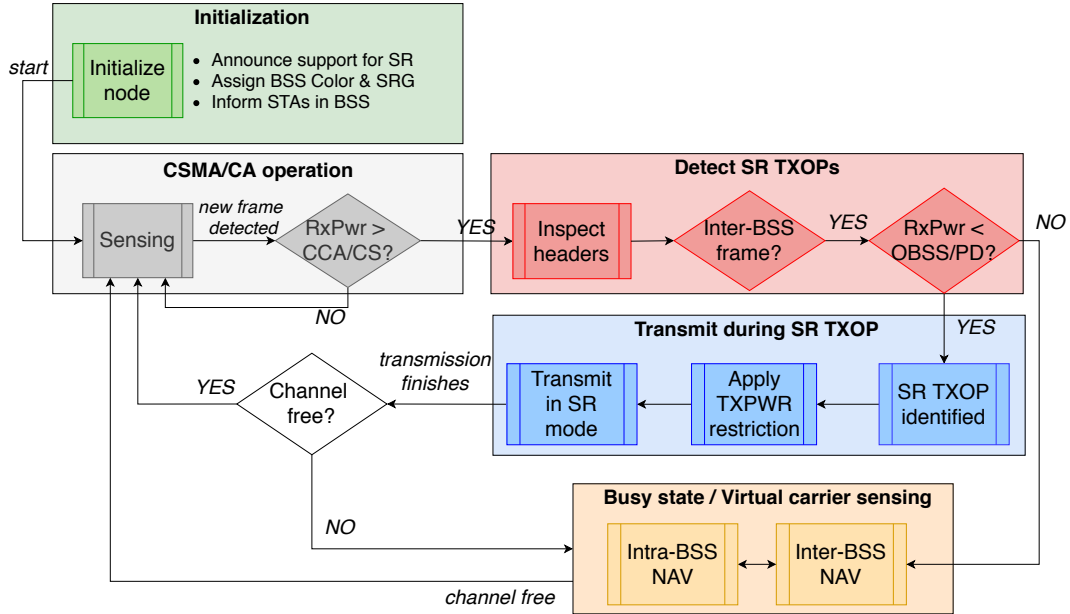 Initialization
start
Initialize
node
• Announce support for SR
• Assign BSS Color & SRG
• Inform STAs in BSS
CSMA/CA operation
Sensing
new frame
detected
RxPwr >
CCA/CS?
YES
NO
Detect SR TXOPs
Inspect
headers
Inter-BSS
frame?
YES
RxPwr <
OBSS/PD?
NO
YES
Transmit during SR TXOP
SR TXOP
identified
Apply
TXPWR
restriction
Transmit
in SR
mode
transmission
finishes
Channel
free?
YES
NO
Busy state / Virtual carrier sensing
Intra-BSS
NAV
Inter-BSS
NAV
channel free